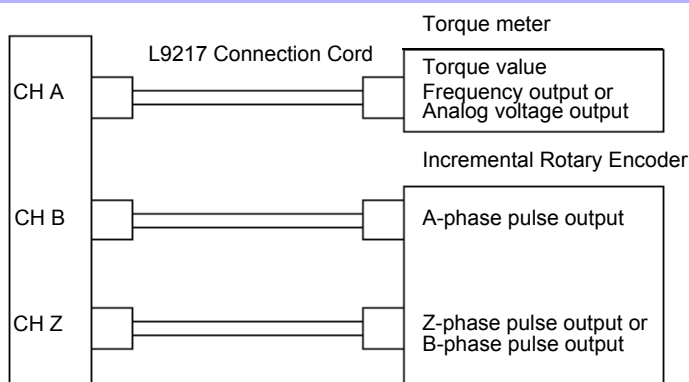 Torque meter
L9217 Connection Cord
CH A
Torque value
Frequency output or
Analog voltage output
Incremental Rotary Encoder
CH B
A-phase pulse output
CH Z
Z-phase pulse output or
B-phase pulse output